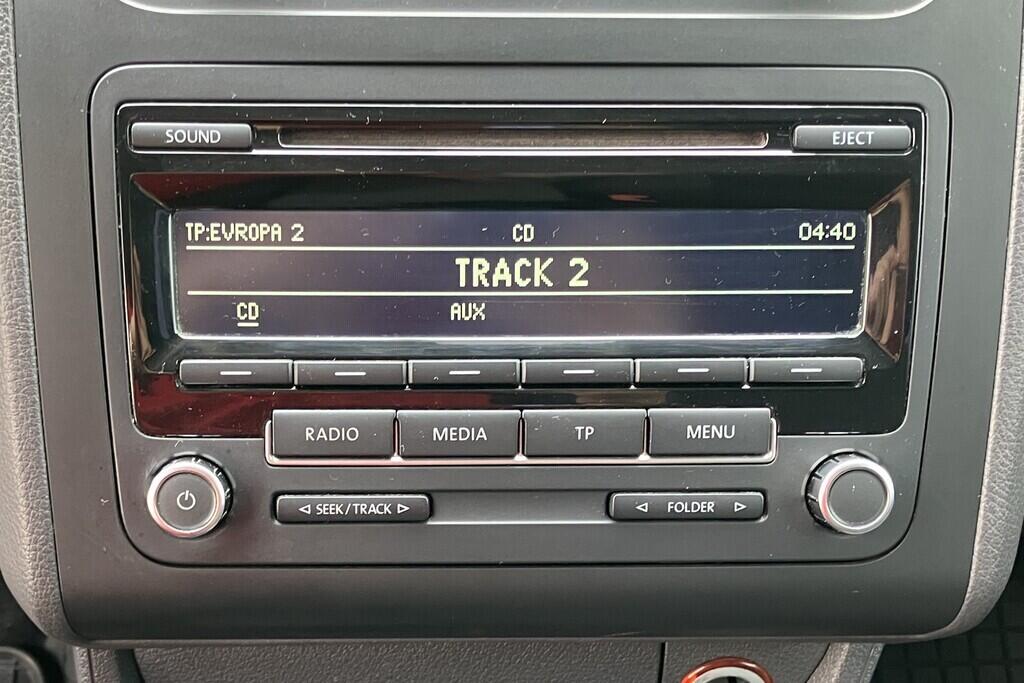 SOUND EJECT
TP:EVROPA 2 CD 04:40
TRACK 2
CD AUX
RADIO MEDIA TP MENU
SEEK/TRACK FOLDER